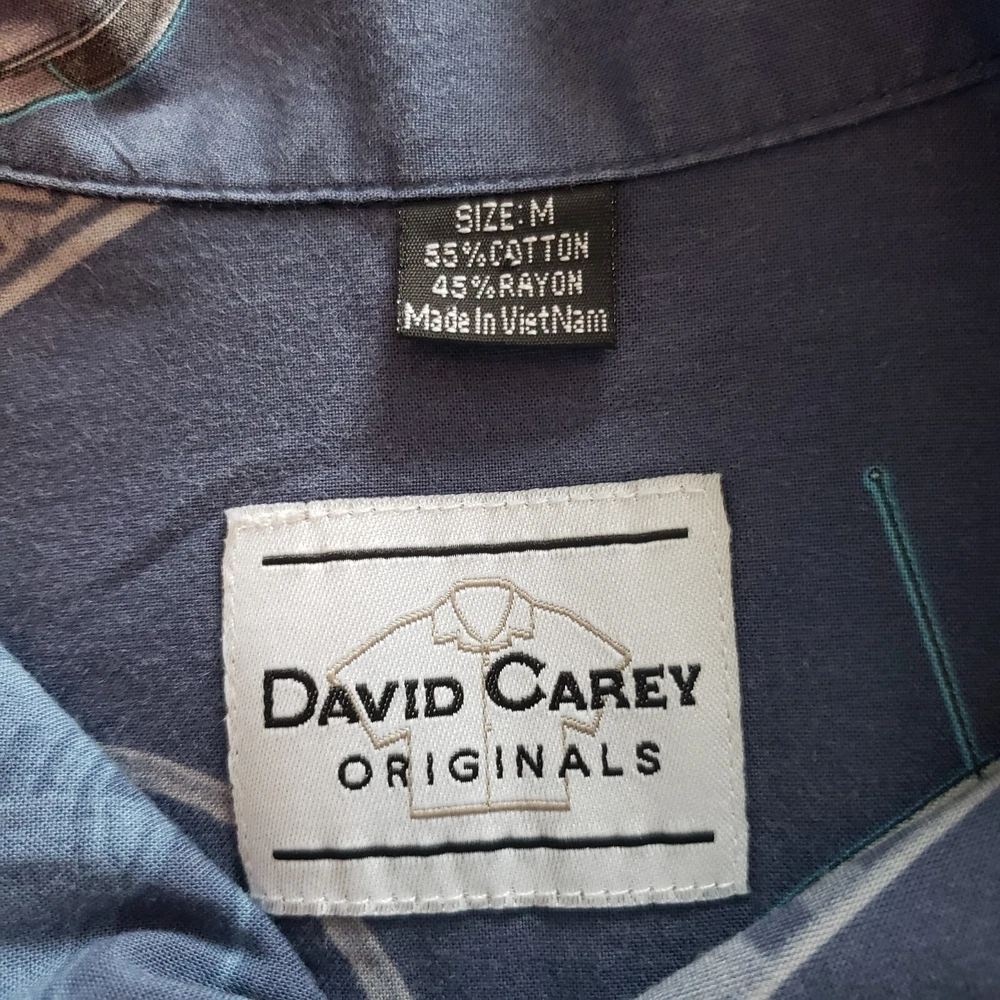 SIZE: M
55%COTTON
45%RAYON
Made In VietNam
DAVID CAREY
ORIGINALS